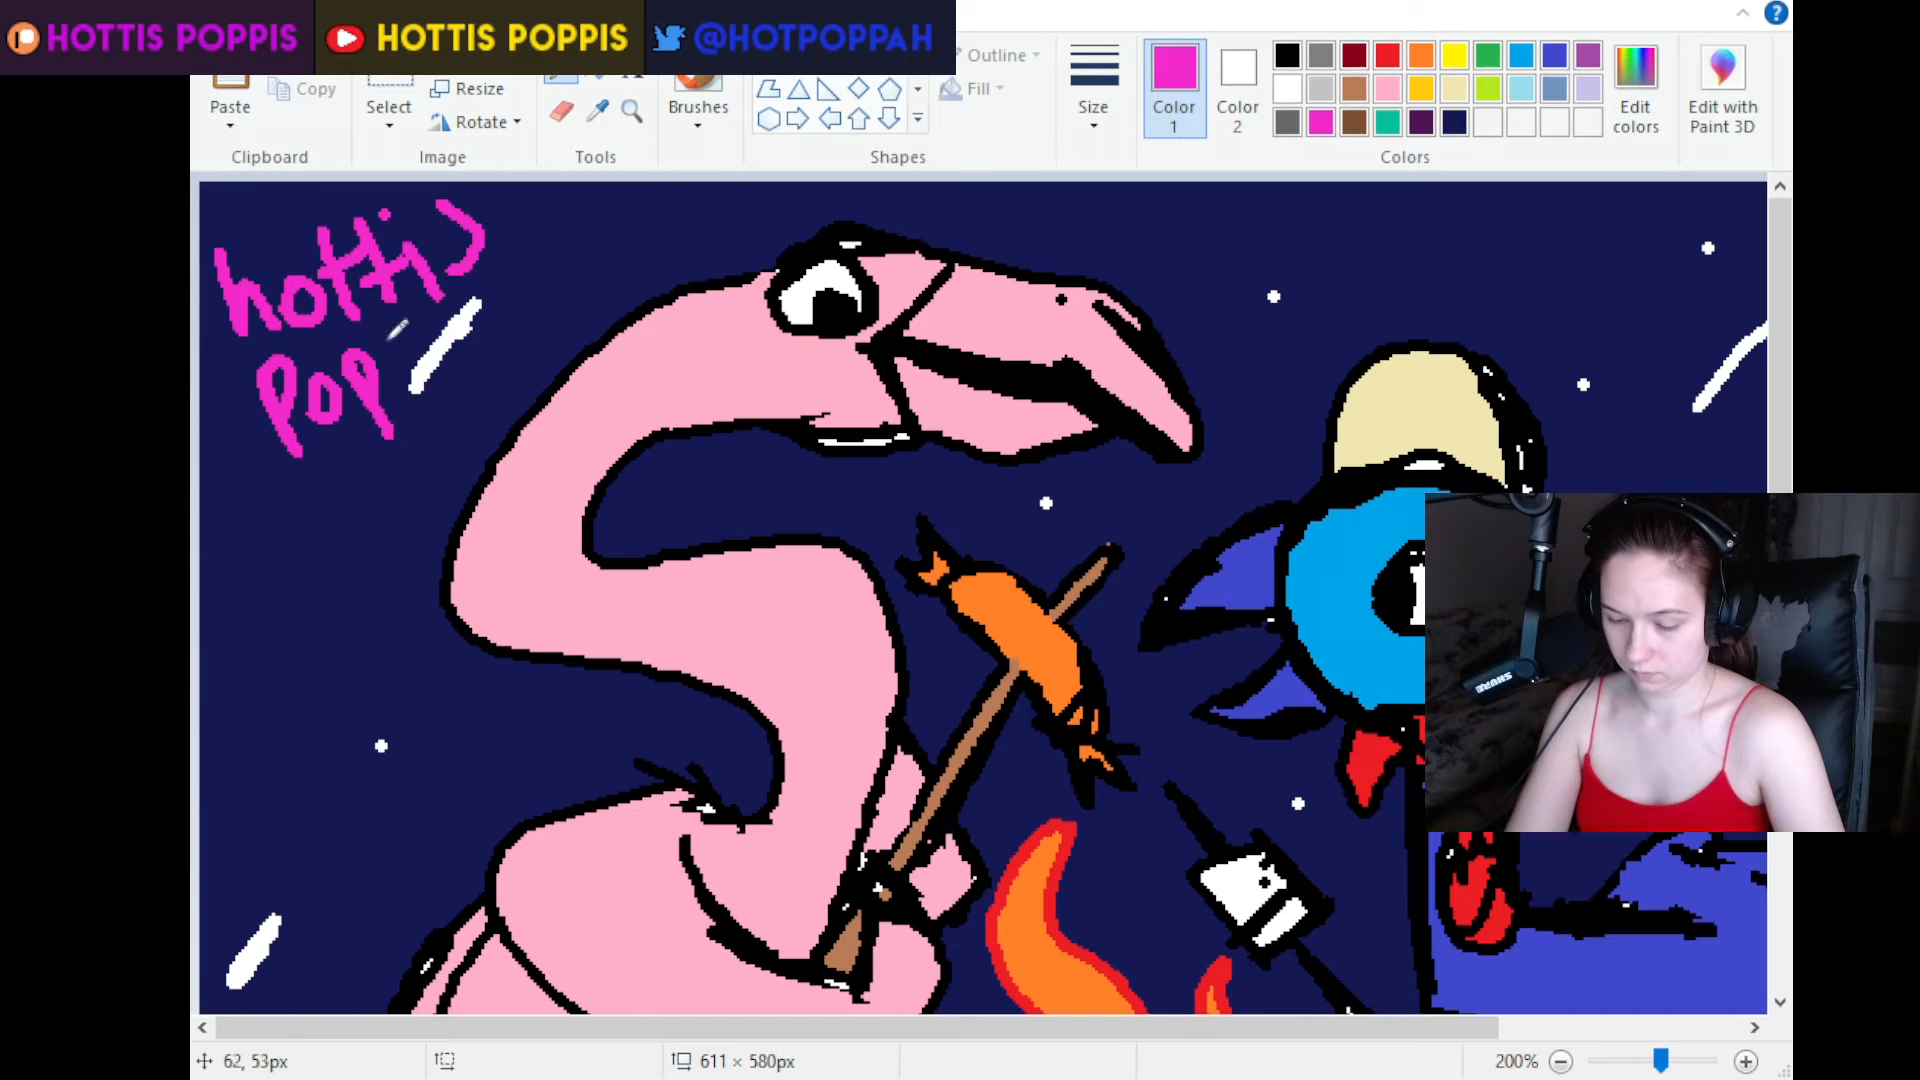 HOTTIS POPPIS HOTTIS POPPIS @HOTPOPPAH
Outline
Paste Copy Select Resize Rotate Brushes Fill Size Color 1 Color 2 Edit colors Edit with Paint 3D
Clipboard Image Tools Shapes Colors
hottis
pop
SHURE
62, 53px 611 × 580px 200%